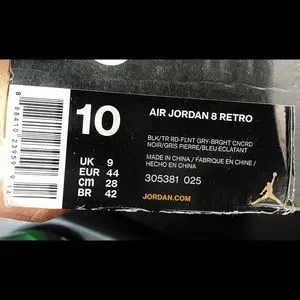 10
AIR JORDAN 8 RETRO
BLK/TR RD-FLNT GRY-BRGHT CNCRD
NOIR/GRIS PIERRE/BLEU ECLATANT
MADE IN CHINA / FABRIQUE EN CHINE /
HECHO EN CHINA
305381 025
UK 9
EUR 44
cm 28
BR 42
JORDAN.COM